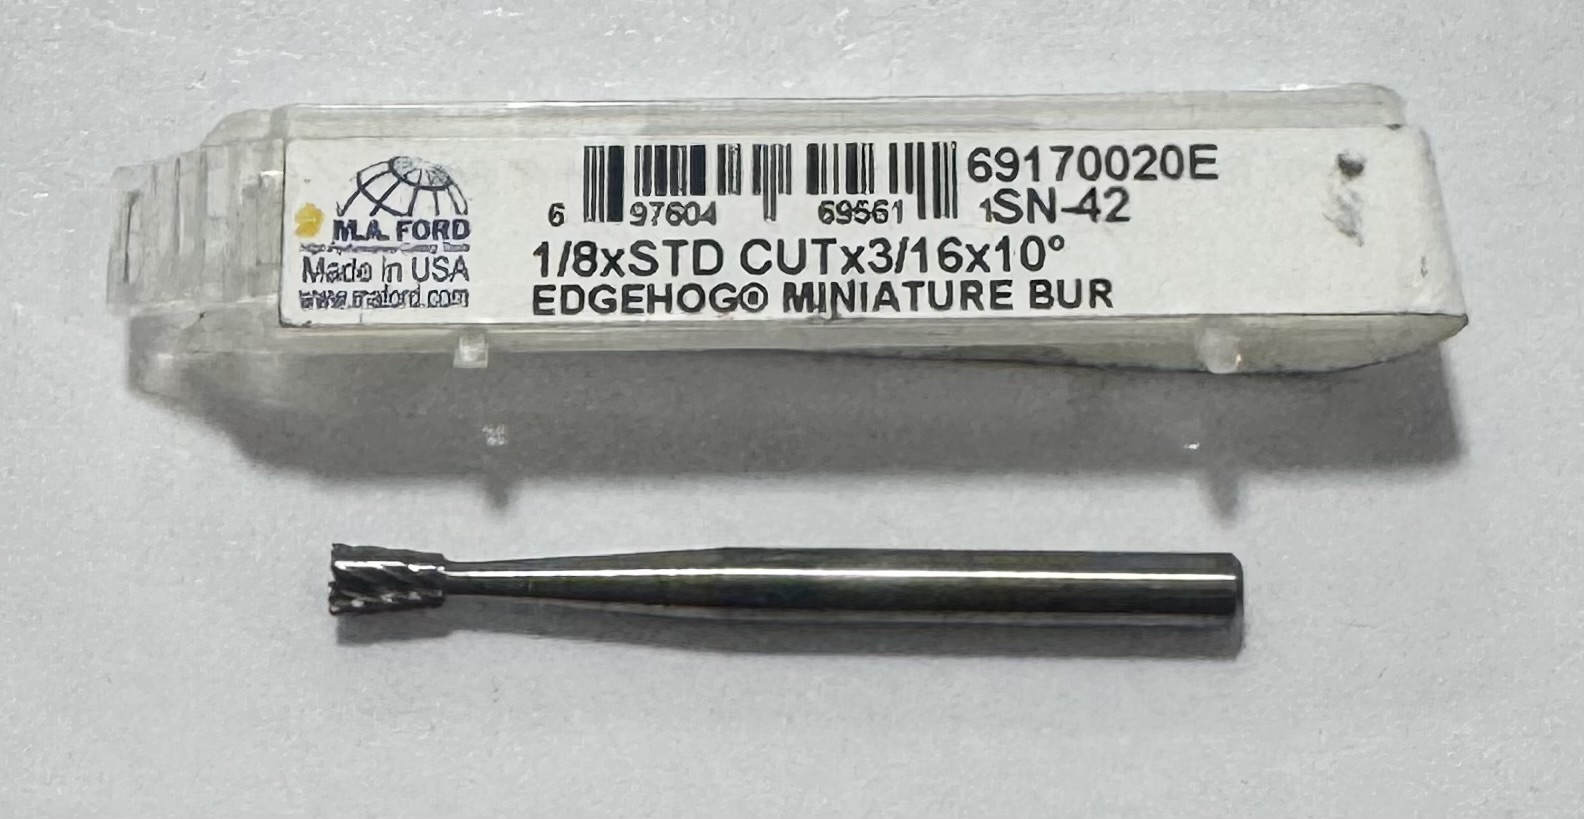 69170020E
6 97604 69561 1
SN-42
1/8xSTD CUTx3/16x10°
EDGEHOG® MINIATURE BUR
M.A. FORD
Made in USA
www.maford.com